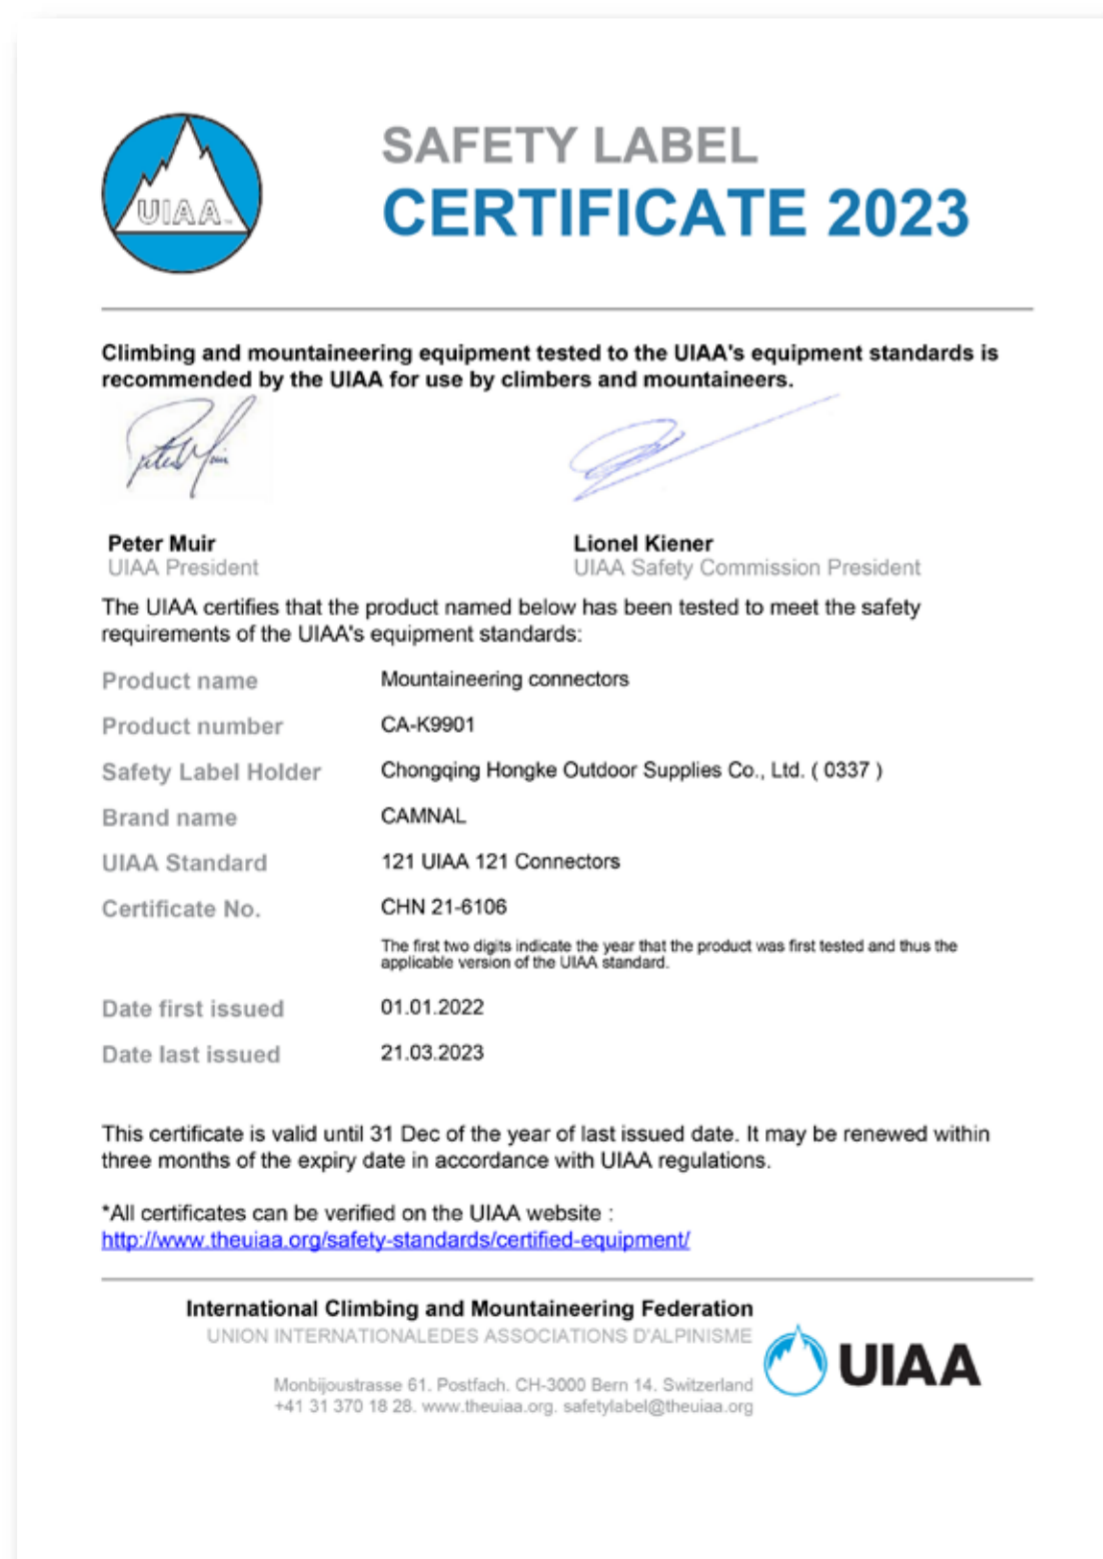 UIAA
SAFETY LABEL
CERTIFICATE 2023
Climbing and mountaineering equipment tested to the UIAA's equipment standards is
recommended by the UIAA for use by climbers and mountaineers.
Peter Muir
Peter Muir
UIAA President
Lionel Kiener
UIAA Safety Commission President
The UIAA certifies that the product named below has been tested to meet the safety
requirements of the UIAA's equipment standards:
Product name Mountaineering connectors
Product number CA-K9901
Safety Label Holder Chongqing Hongke Outdoor Supplies Co., Ltd. ( 0337 )
Brand name CAMNAL
UIAA Standard 121 UIAA 121 Connectors
Certificate No. CHN 21-6106
The first two digits indicate the year that the product was first tested and thus the
applicable version of the UIAA standard.
Date first issued 01.01.2022
Date last issued 21.03.2023
This certificate is valid until 31 Dec of the year of last issued date. It may be renewed within
three months of the expiry date in accordance with UIAA regulations.
*All certificates can be verified on the UIAA website :
http://www.theuiaa.org/safety-standards/certified-equipment/
International Climbing and Mountaineering Federation
UNION INTERNATIONALEDES ASSOCIATIONS D'ALPINISME
Monbijoustrasse 61. Postfach. CH-3000 Bern 14. Switzerland
+41 31 370 18 28. www.theuiaa.org. safetylabel@theuiaa.org
UIAA